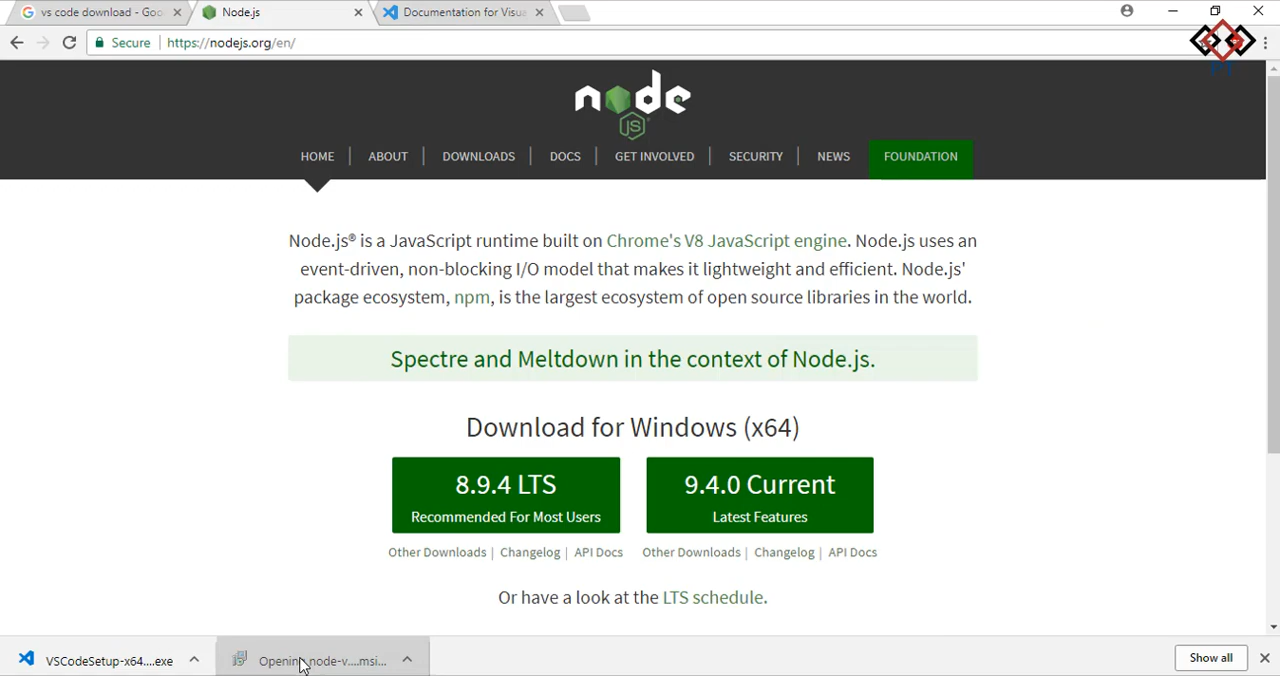 vs code download - Goo
Node.js
Documentation for Visua
Secure
https://nodejs.org/en/
node
JS
HOME
ABOUT
DOWNLOADS
DOCS
GET INVOLVED
SECURITY
NEWS
FOUNDATION
Node.js® is a JavaScript runtime built on Chrome's V8 JavaScript engine. Node.js uses an
event-driven, non-blocking I/O model that makes it lightweight and efficient. Node.js'
package ecosystem, npm, is the largest ecosystem of open source libraries in the world.
Spectre and Meltdown in the context of Node.js.
Download for Windows (x64)
8.9.4 LTS
Recommended For Most Users
9.4.0 Current
Latest Features
Other Downloads | Changelog | API Docs
Other Downloads | Changelog | API Docs
Or have a look at the LTS schedule.
VSCodeSetup-x64....exe
Opening node-v....msi...
Show all